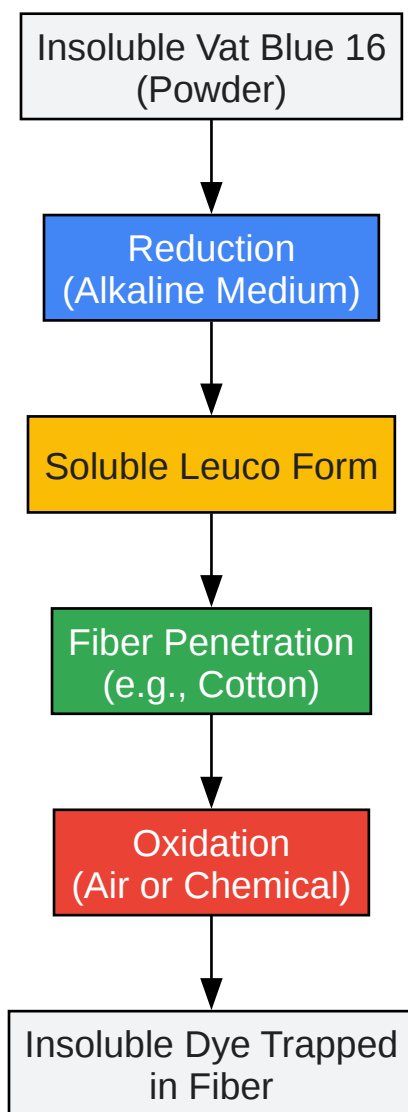 Insoluble Vat Blue 16
(Powder)
Reduction
(Alkaline Medium)
Soluble Leuco Form
Fiber Penetration
(e.g., Cotton)
Oxidation
(Air or Chemical)
Insoluble Dye Trapped
in Fiber